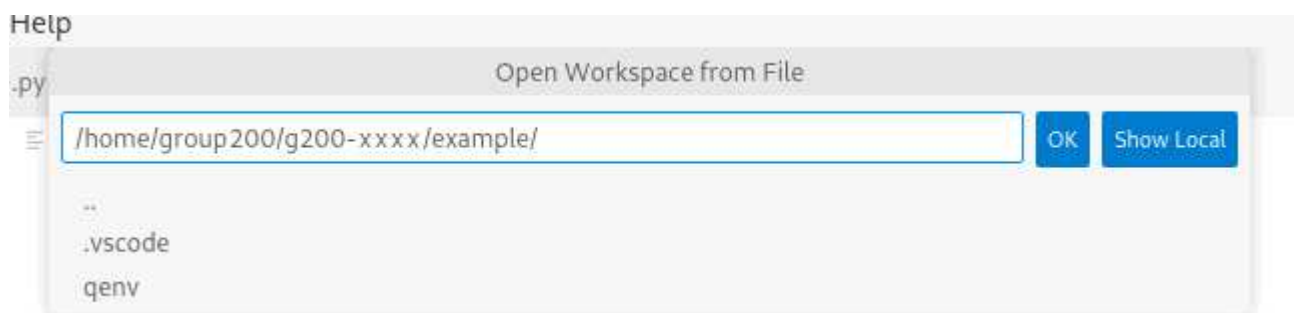 Help
.py
Open Workspace from File
/home/group200/g200-xxxx/example/
OK
Show Local
..
.vscode
qenv